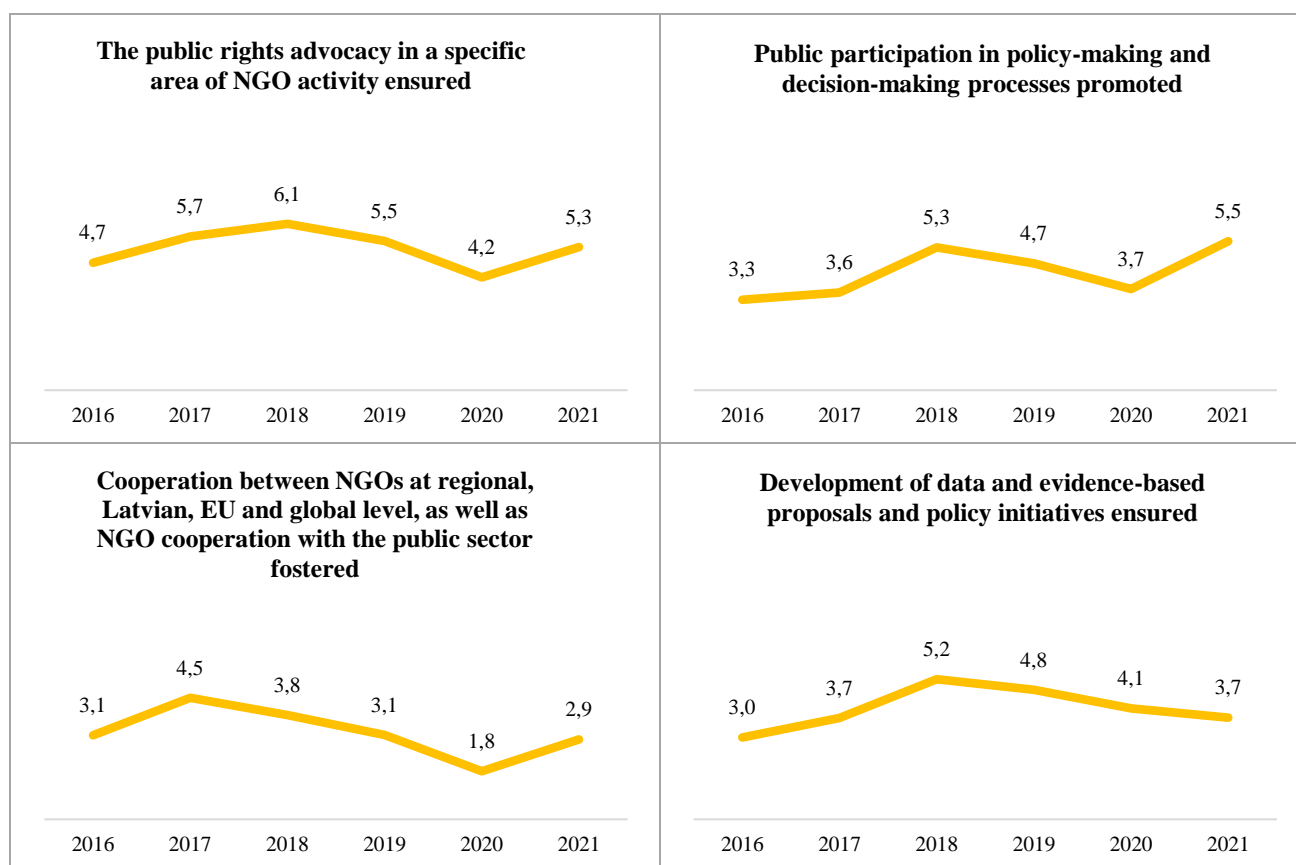 The public rights advocacy in a specific
area of NGO activity ensured
4,7
5,7
6,1
5,5
4,2
5,3
2016 2017 2018 2019 2020 2021
Public participation in policy-making and
decision-making processes promoted
3,3
3,6
5,3
4,7
3,7
5,5
2016 2017 2018 2019 2020 2021
Cooperation between NGOs at regional,
Latvian, EU and global level, as well as
NGO cooperation with the public sector
fostered
3,1
4,5
3,8
3,1
1,8
2,9
2016 2017 2018 2019 2020 2021
Development of data and evidence-based
proposals and policy initiatives ensured
3,0
3,7
5,2
4,8
4,1
3,7
2016 2017 2018 2019 2020 2021